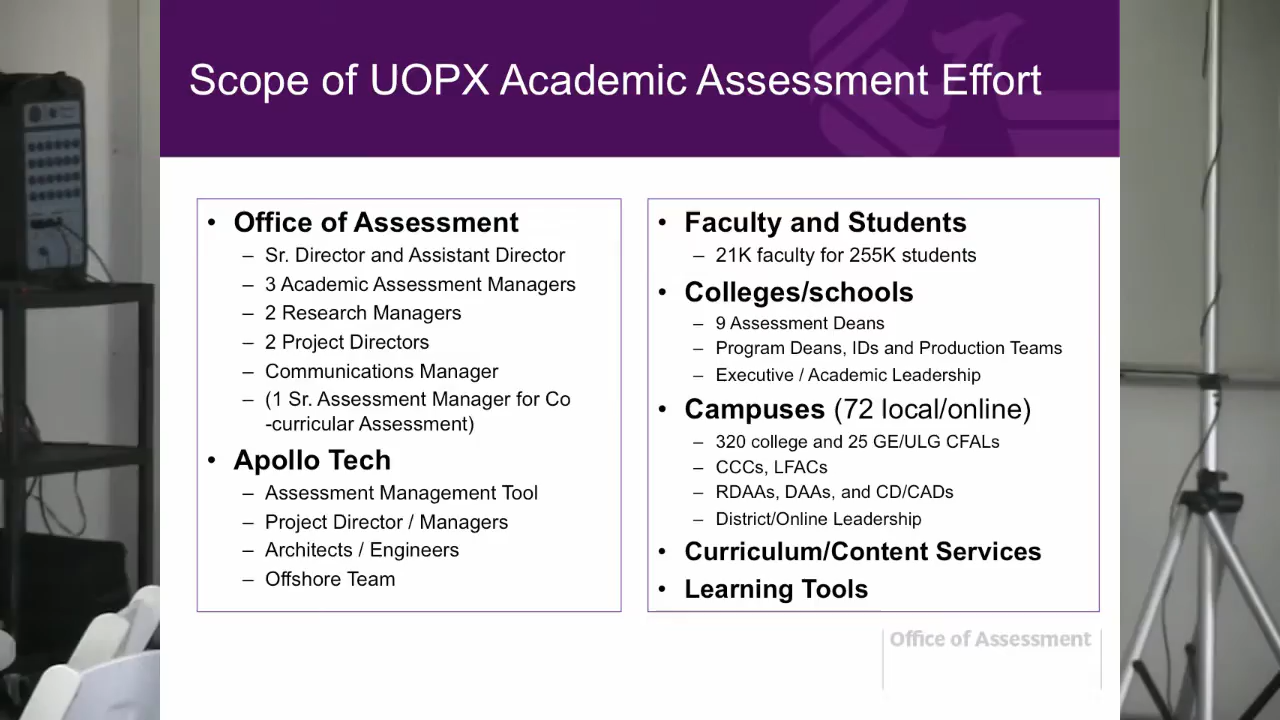 Scope of UOPX Academic Assessment Effort
• Office of Assessment
– Sr. Director and Assistant Director
– 3 Academic Assessment Managers
– 2 Research Managers
– 2 Project Directors
– Communications Manager
– (1 Sr. Assessment Manager for Co
-curricular Assessment)
• Apollo Tech
– Assessment Management Tool
– Project Director / Managers
– Architects / Engineers
– Offshore Team
• Faculty and Students
– 21K faculty for 255K students
• Colleges/schools
– 9 Assessment Deans
– Program Deans, IDs and Production Teams
– Executive / Academic Leadership
• Campuses (72 local/online)
– 320 college and 25 GE/ULG CFALs
– CCCs, LFACs
– RDAAs, DAAs, and CD/CADs
– District/Online Leadership
• Curriculum/Content Services
• Learning Tools
Office of Assessment